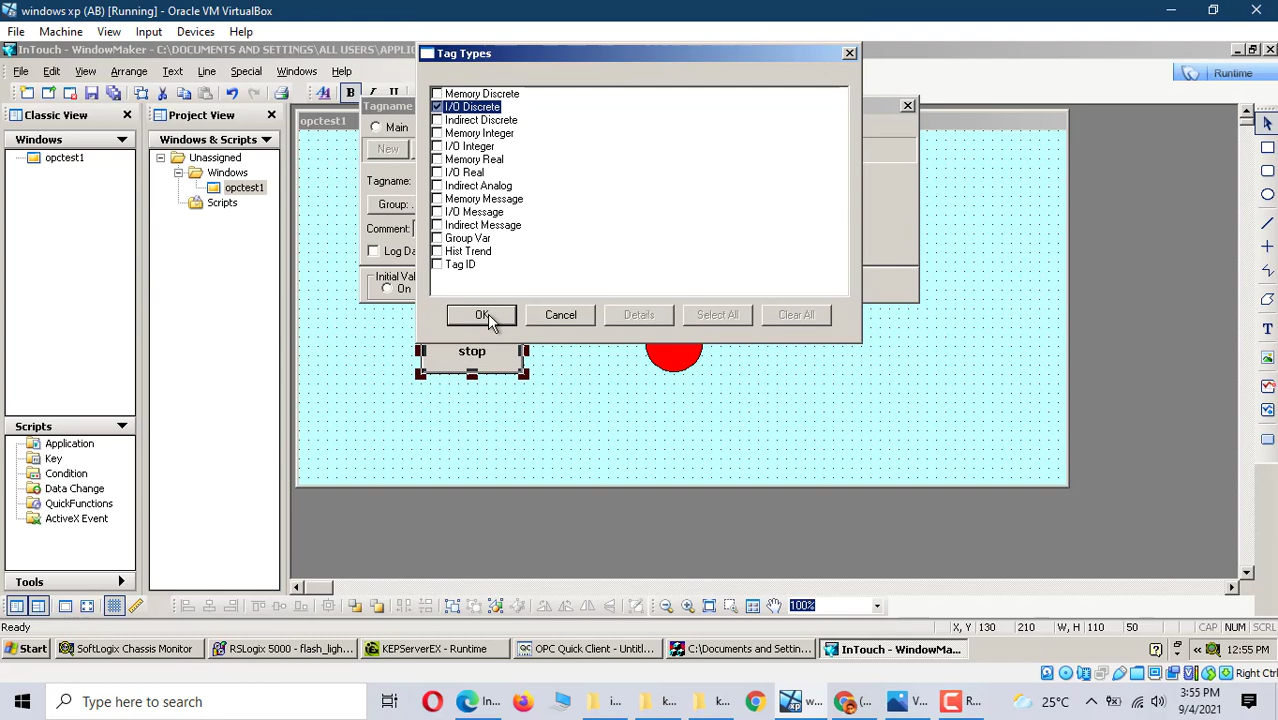 windows xp (AB) [Running] - Oracle VM VirtualBox
File Machine View Input Devices Help
InTouch - WindowMaker - C:\DOCUMENTS AND SETTINGS\ALL USERS\APPLIC
File Edit View Arrange Text Line Special Windows Help
Runtime
Classic View
Project View
Windows
Windows & Scripts
opctest1
Unassigned
Windows
opctest1
Scripts
Scripts
Application
Key
Condition
Data Change
QuickFunctions
ActiveX Event
Tools
opctest1
Tagname
Main
New
Tagname:
Group: .
Comment:
Log Da
Initial Val
On
Tag Types
Memory Discrete
I/O Discrete
Indirect Discrete
Memory Integer
I/O Integer
Memory Real
I/O Real
Indirect Analog
Memory Message
I/O Message
Indirect Message
Group Var
Hist Trend
Tag ID
OK Cancel Details Select All Clear All
stop
100%
Ready
X, Y 130 210 W, H 110 50 CAP NUM SCRL
Start SoftLogix Chassis Monitor RSLogix 5000 - flash_ligh... KEPServerEX - Runtime OPC Quick Client - Untitl... C:\Documents and Settin... InTouch - WindowMa... 12:55 PM
Right Ctrl
Type here to search
In... i... k... k... w... (... V... R...
25°C
3:55 PM
9/4/2021